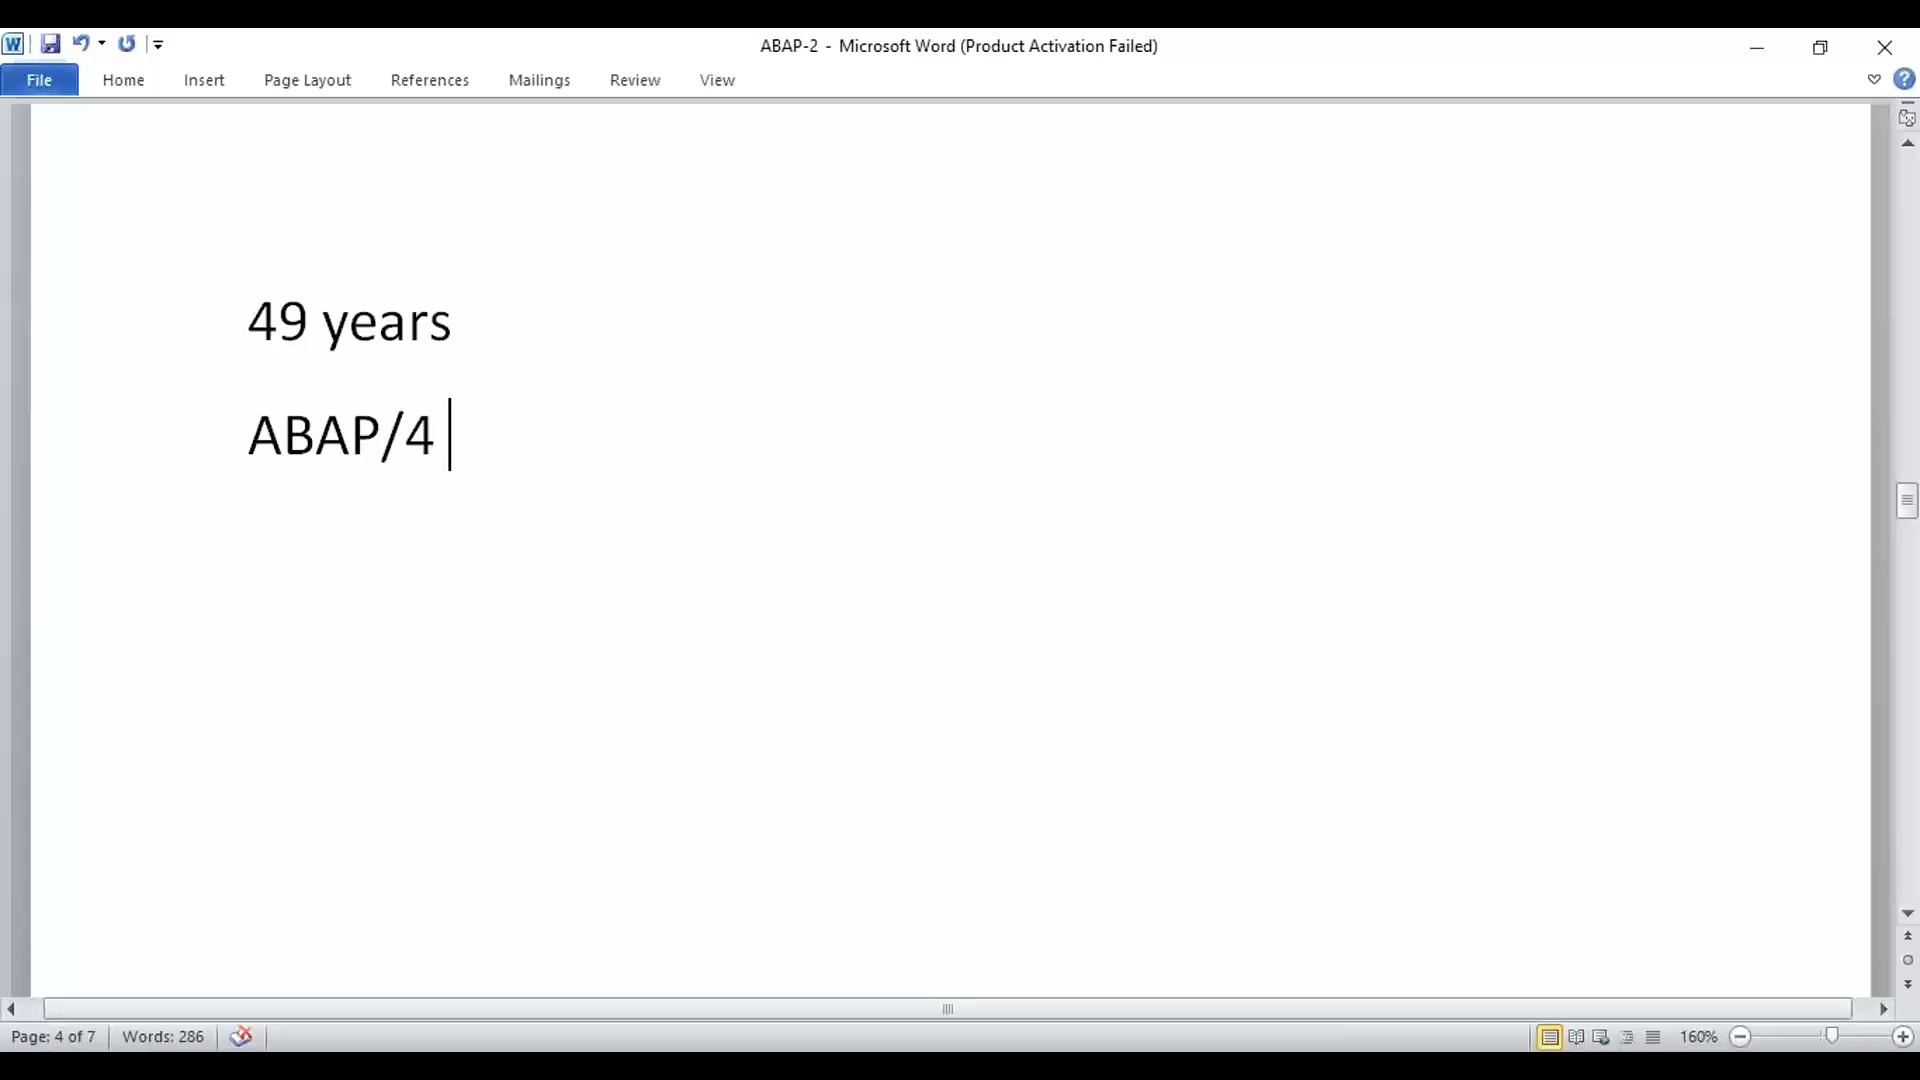 ABAP-2 - Microsoft Word (Product Activation Failed)
File Home Insert Page Layout References Mailings Review View
49 years
ABAP/4
Page: 4 of 7 Words: 286 160%